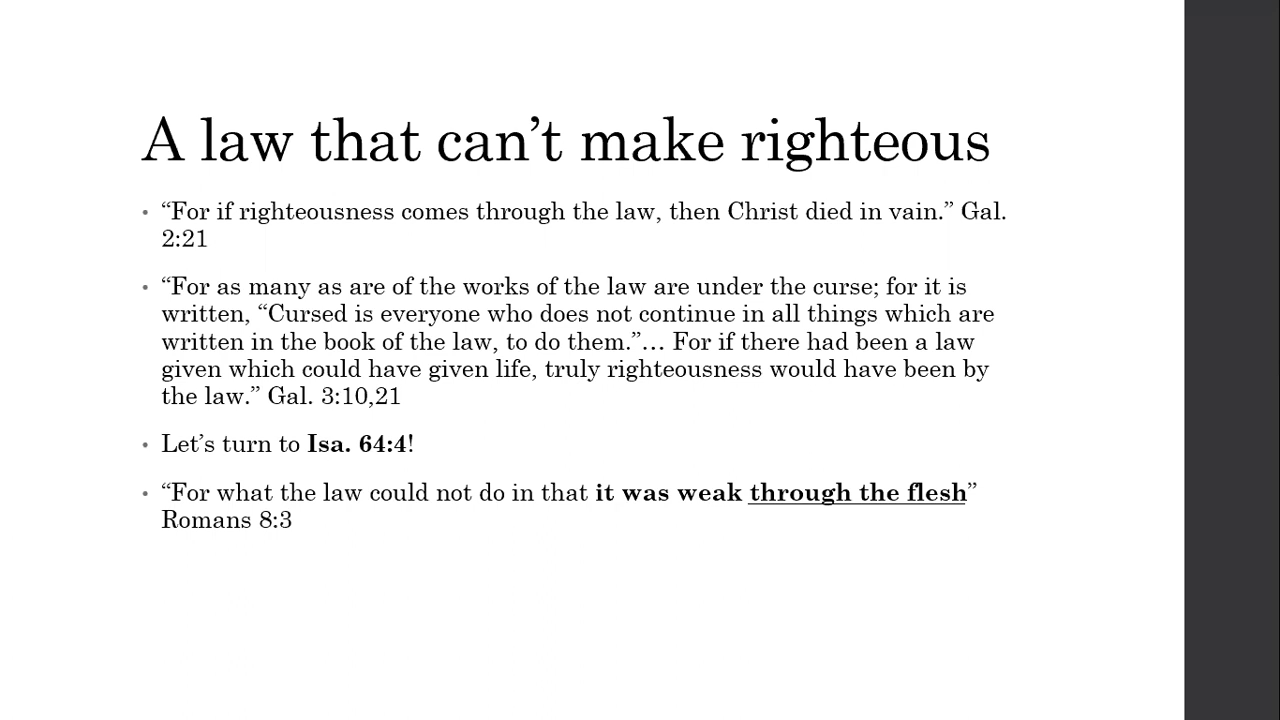 A law that can’t make righteous
• “For if righteousness comes through the law, then Christ died in vain.” Gal.
2:21
• “For as many as are of the works of the law are under the curse; for it is
written, “Cursed is everyone who does not continue in all things which are
written in the book of the law, to do them.”… For if there had been a law
given which could have given life, truly righteousness would have been by
the law.” Gal. 3:10,21
• Let’s turn to Isa. 64:4!
• “For what the law could not do in that it was weak through the flesh”
Romans 8:3